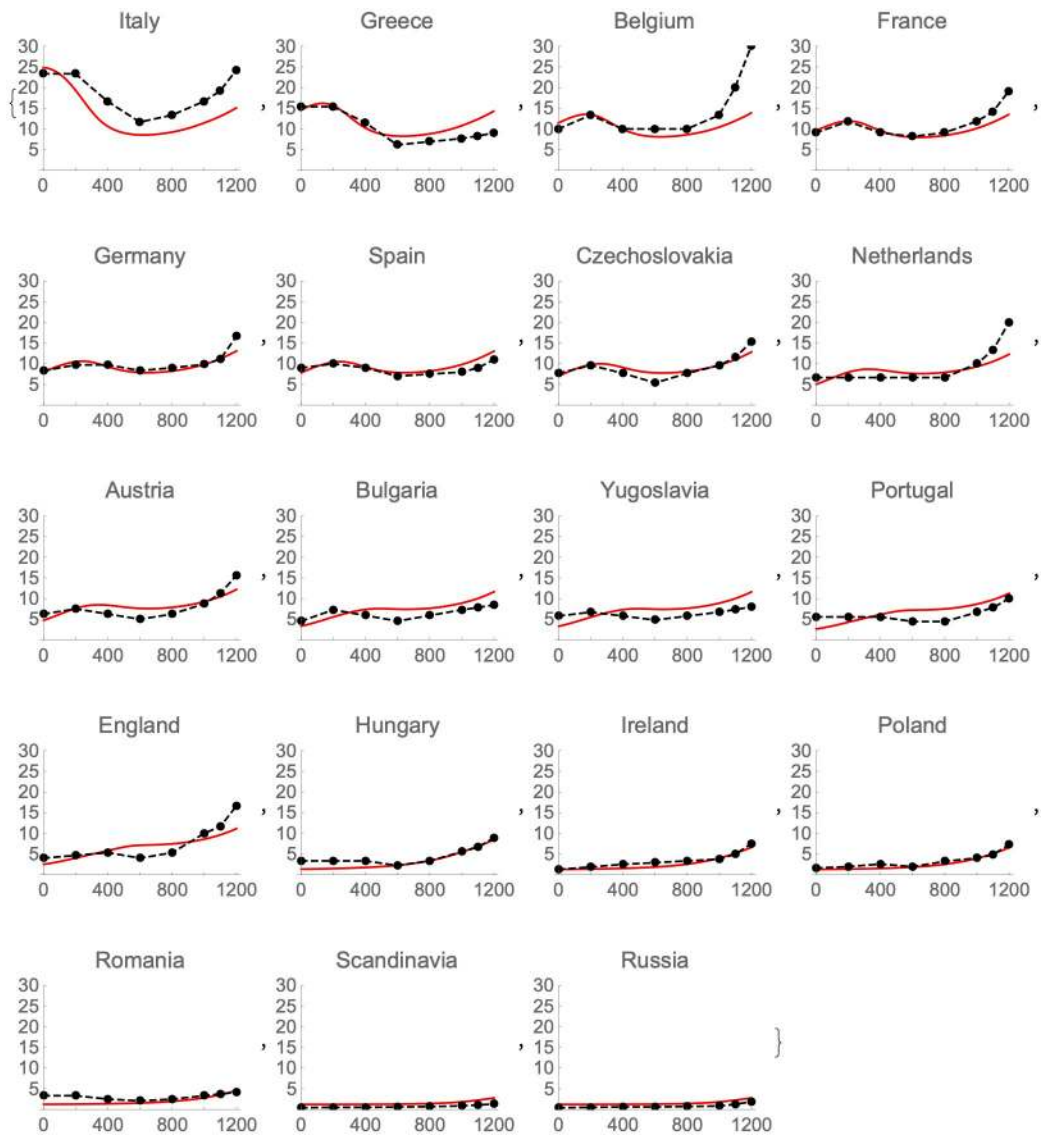 Italy Greece Belgium France
30 30 30 30
25 25 25 25
20 20 20 20
{ 15 , 15 , 15 , 15 ,
10 10 10 10
5 5 5 5
0 400 800 1200 0 400 800 1200 0 400 800 1200 0 400 800 1200
Germany Spain Czechoslovakia Netherlands
30 30 30 30
25 25 25 25
20 20 20 20
15 , 15 , 15 , 15 ,
10 10 10 10
5 5 5 5
0 400 800 1200 0 400 800 1200 0 400 800 1200 0 400 800 1200
Austria Bulgaria Yugoslavia Portugal
30 30 30 30
25 25 25 25
20 20 20 20
15 , 15 , 15 , 15 ,
10 10 10 10
5 5 5 5
0 400 800 1200 0 400 800 1200 0 400 800 1200 0 400 800 1200
England Hungary Ireland Poland
30 30 30 30
25 25 25 25
20 20 20 20
15 , 15 , 15 , 15 ,
10 10 10 10
5 5 5 5
0 400 800 1200 0 400 800 1200 0 400 800 1200 0 400 800 1200
Romania Scandinavia Russia
30 30 30
25 25 25
20 20 20
15 , 15 , 15 }
10 10 10
5 5 5
0 400 800 1200 0 400 800 1200 0 400 800 1200